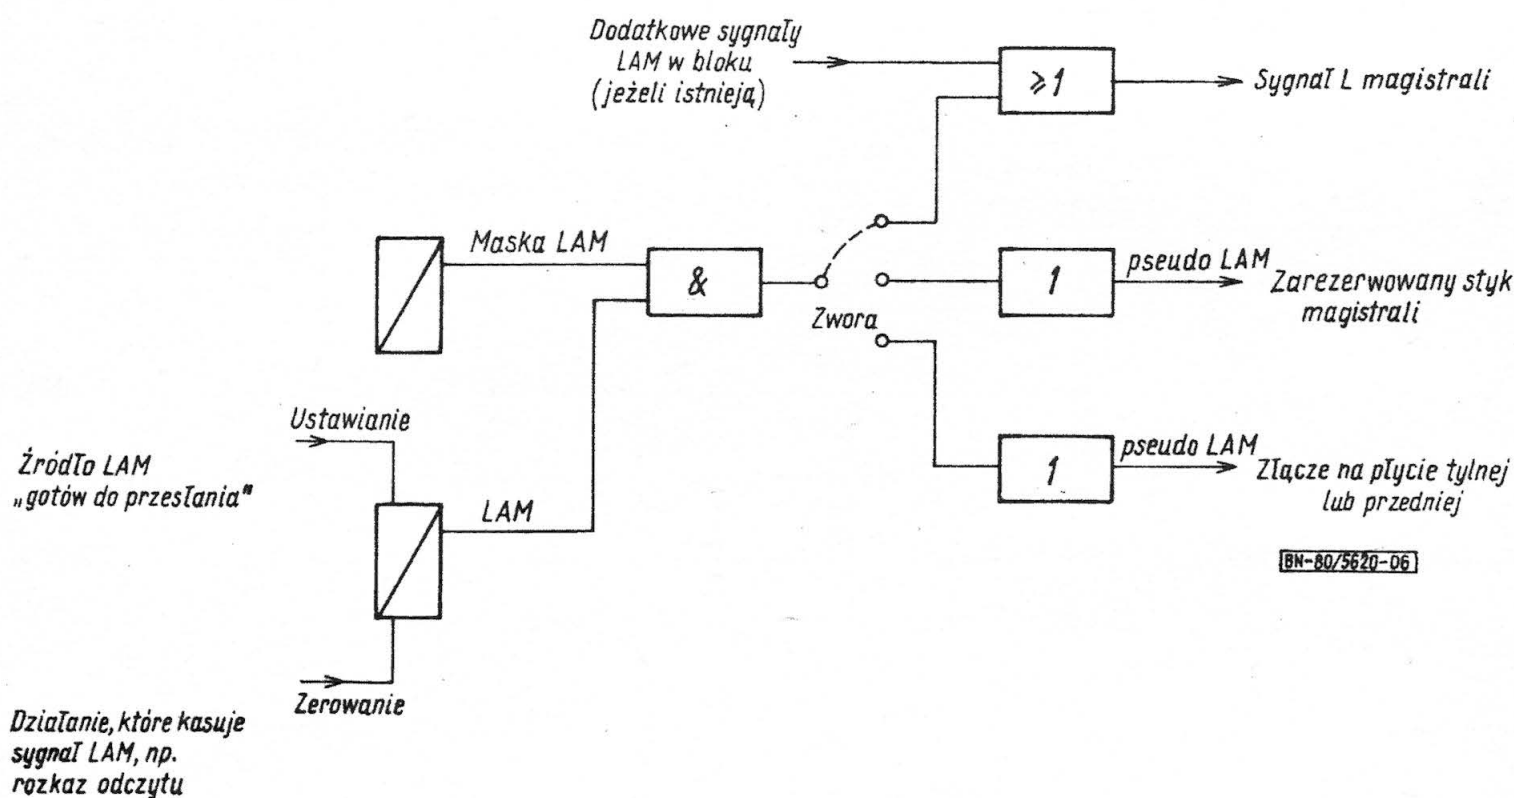 Dodatkowe sygnały
LAM w bloku
(jeżeli istnieją)
≥1
Sygnał L magistrali
Maska LAM
&
Zwora
1
pseudo LAM
Zarezerwowany styk
magistrali
Ustawianie
Źródło LAM
„gotów do przesłania"
LAM
1
pseudo LAM
Złącze na płycie tylnej
lub przedniej
BN-80/5620-06
Zerowanie
Działanie, które kasuje
sygnał LAM, np.
rozkaz odczytu